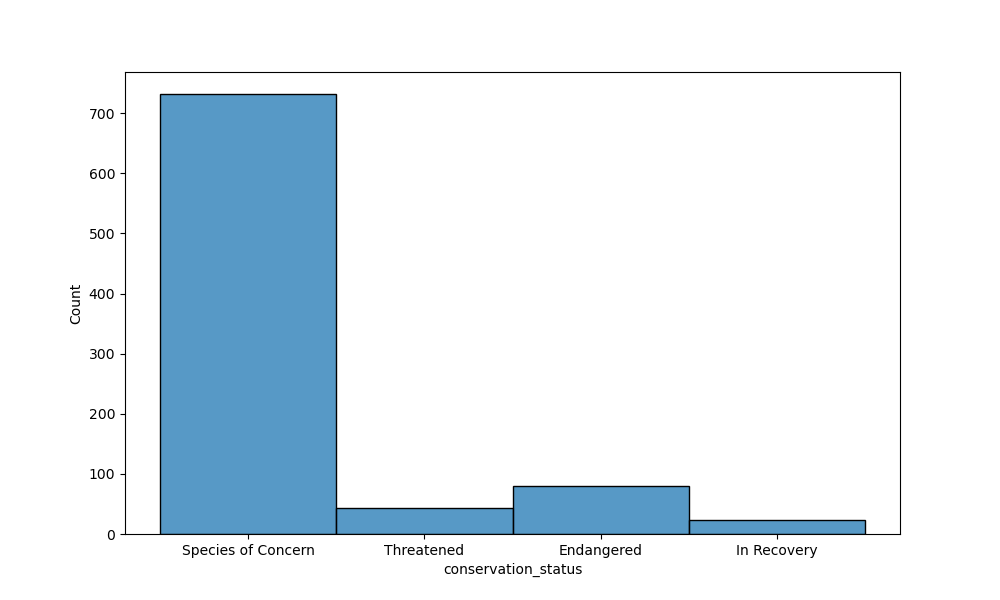 700
600
500
400
300
200
100
0
Count
Species of Concern
Threatened
Endangered
In Recovery
conservation_status